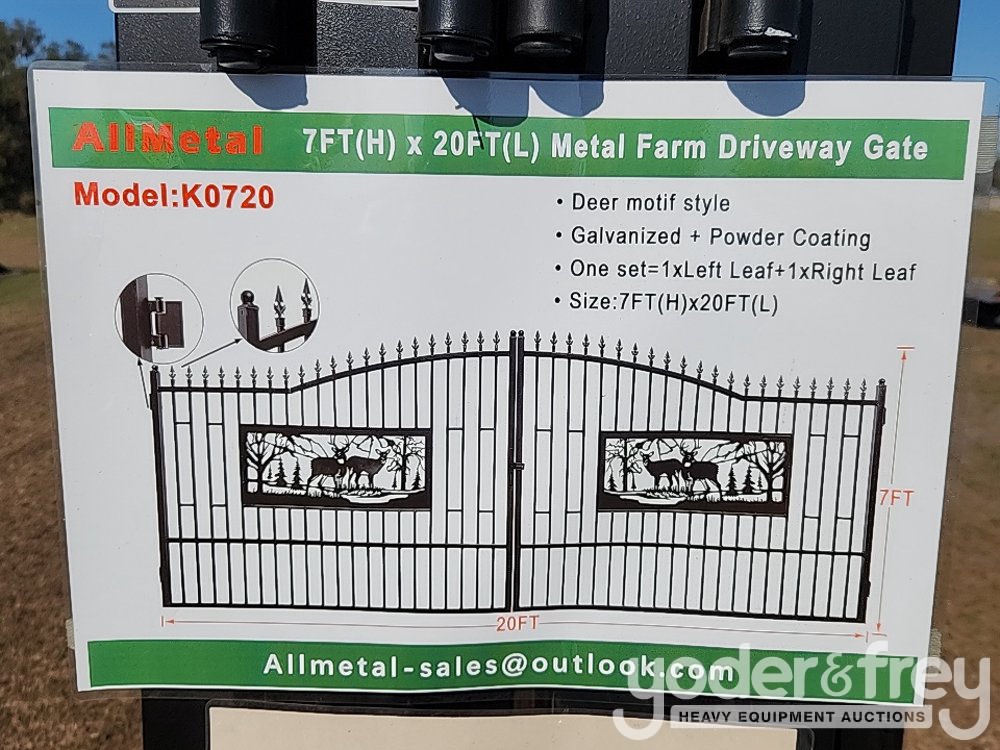 AllMetal 7FT(H) x 20FT(L) Metal Farm Driveway Gate
Model:K0720
• Deer motif style
• Galvanized + Powder Coating
• One set=1xLeft Leaf+1xRight Leaf
• Size:7FT(H)x20FT(L)
7FT
20FT
Allmetal-sales@outlook.com
yoder&frey
HEAVY EQUIPMENT AUCTIONS